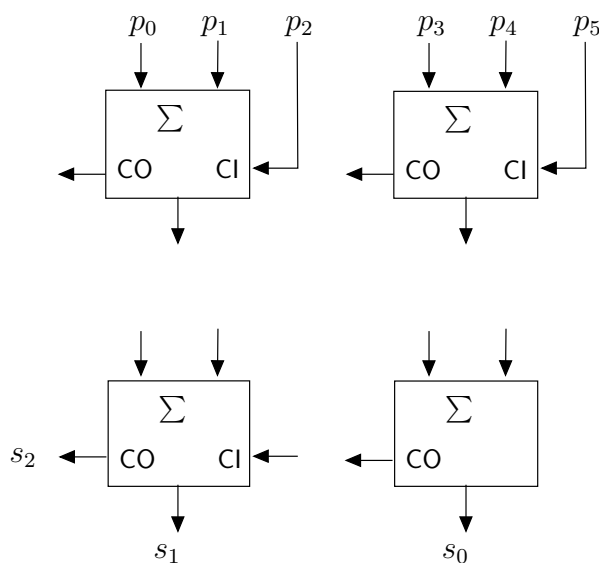 p₀ p₁ p₂ p₃ p₄ p₅
Σ Σ
CO CI CO CI
Σ Σ
s₂ CO CI CO
s₁ s₀